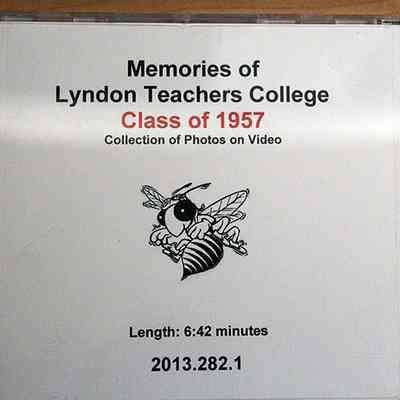 Memories of
Lyndon Teachers College
Class of 1957
Collection of Photos on Video
Length: 6:42 minutes
2013.282.1